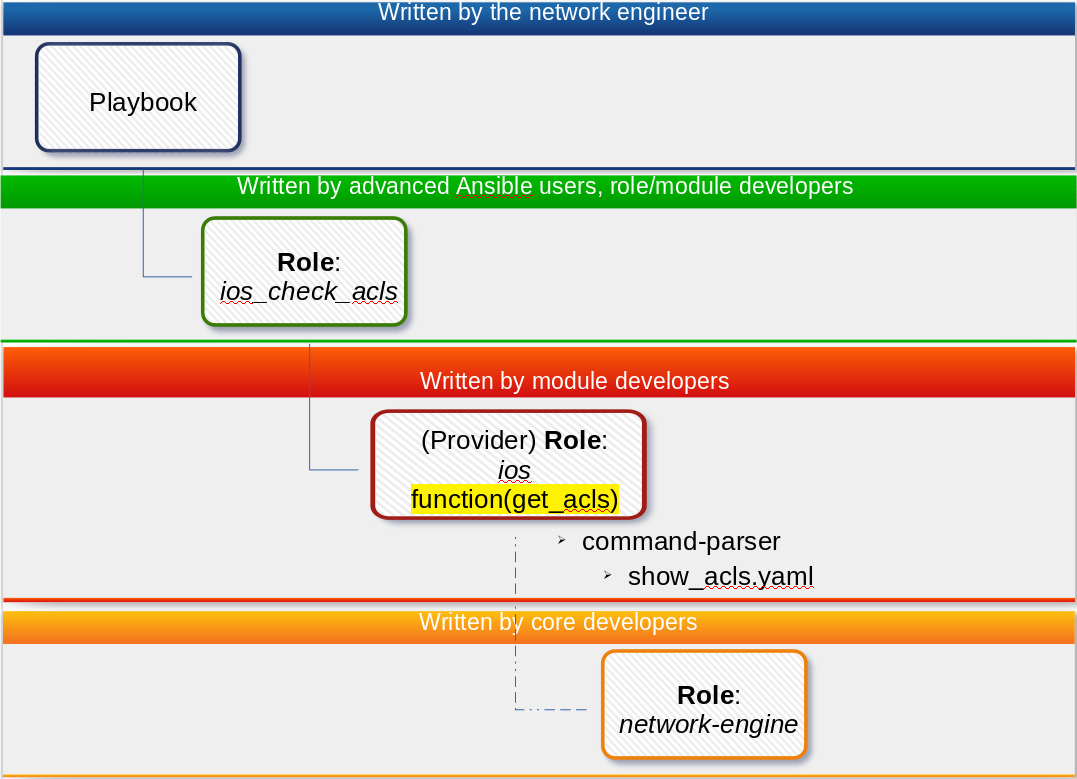 Written by the network engineer
Playbook
Written by advanced Ansible users, role/module developers
Role:
ios_check_acls
Written by module developers
(Provider) Role:
ios
function(get_acls)
command-parser
show_acls.yaml
Written by core developers
Role:
network-engine